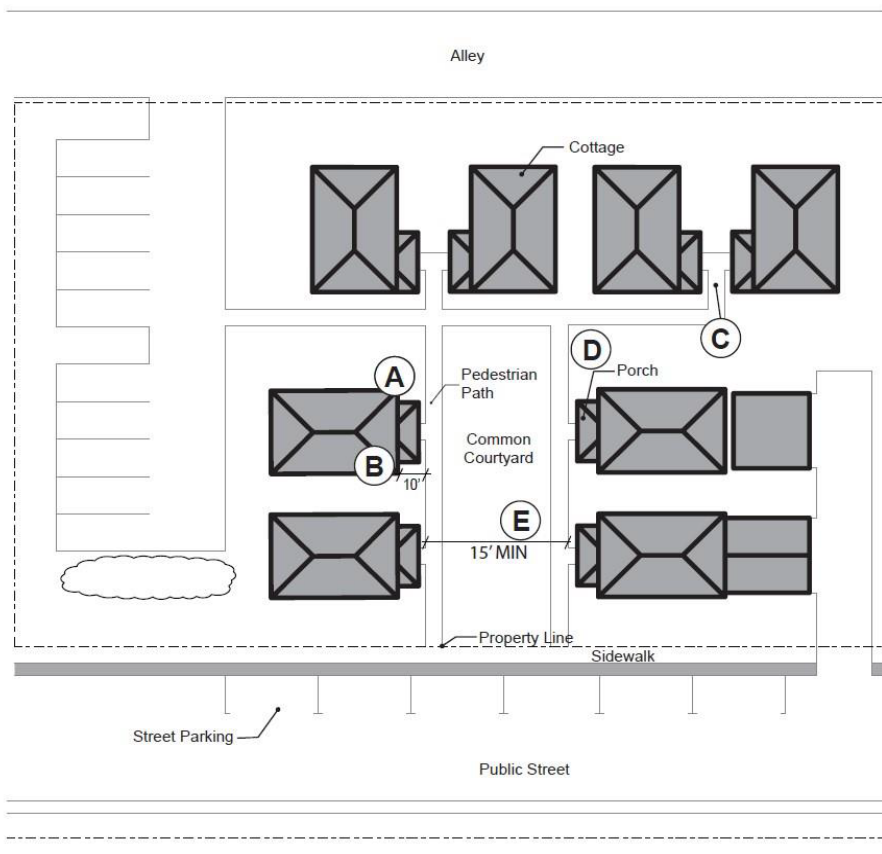 Alley
Cottage
C
D
A
Pedestrian
Path
Porch
Common
Courtyard
B
10'
E
15' MIN
Property Line
Sidewalk
Street Parking
Public Street